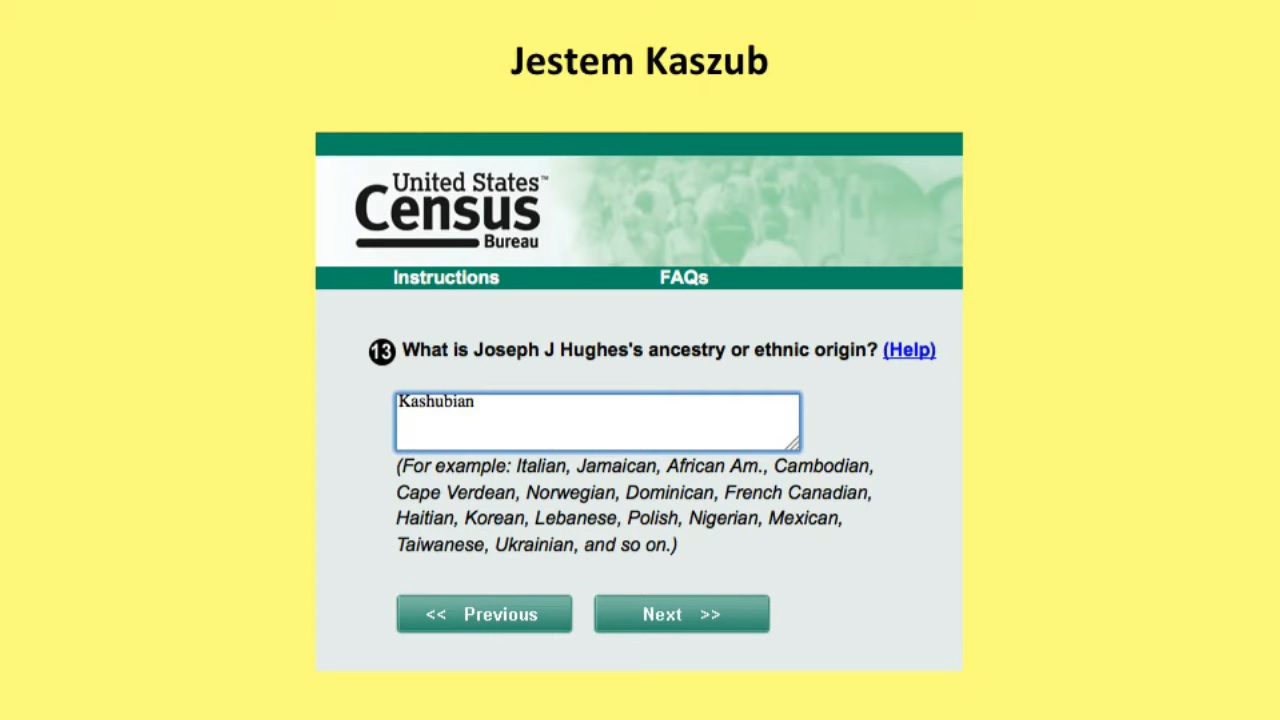 Jestem Kaszub
United States™
Census
Bureau
Instructions FAQs
13 What is Joseph J Hughes's ancestry or ethnic origin? (Help)
Kashubian
(For example: Italian, Jamaican, African Am., Cambodian,
Cape Verdean, Norwegian, Dominican, French Canadian,
Haitian, Korean, Lebanese, Polish, Nigerian, Mexican,
Taiwanese, Ukrainian, and so on.)
<< Previous Next >>